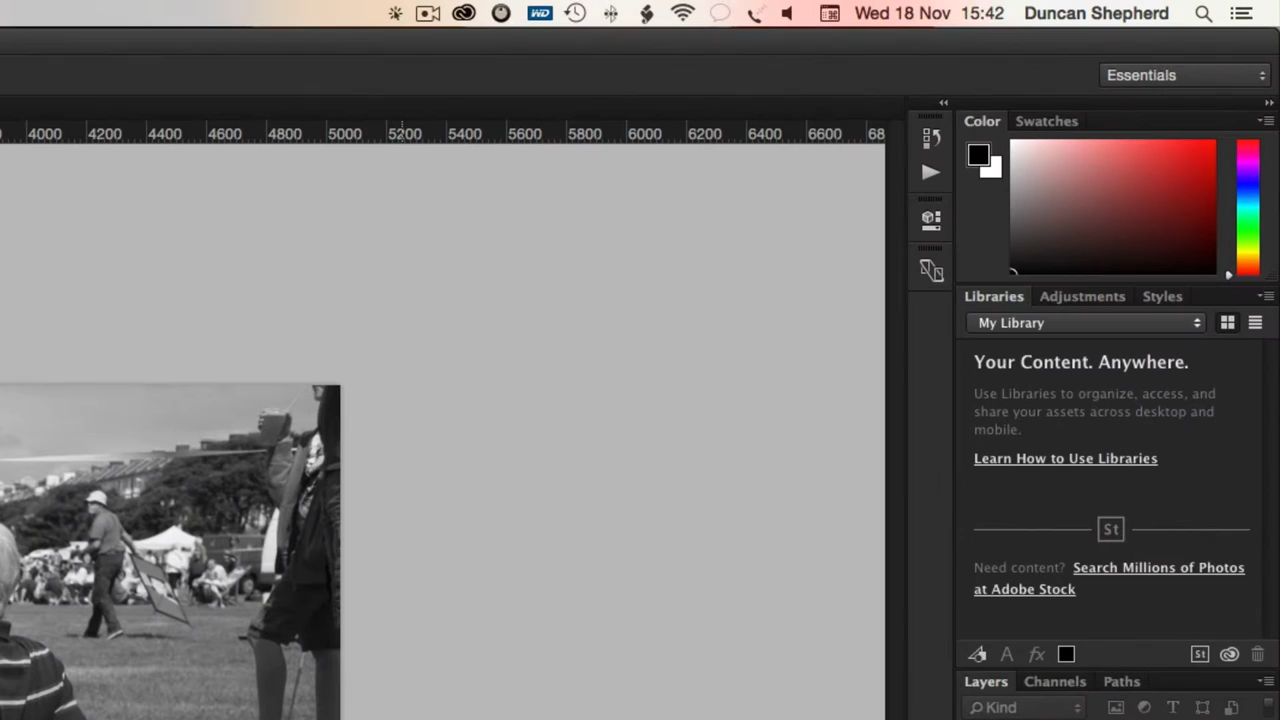 WD Wed 18 Nov 15:42 Duncan Shepherd
Essentials
4000 4200 4400 4600 4800 5000 5200 5400 5600 5800 6000 6200 6400 6600 68
Color Swatches
Libraries Adjustments Styles
My Library
Your Content. Anywhere.
Use Libraries to organize, access, and
share your assets across desktop and
mobile.
Learn How to Use Libraries
St
Need content? Search Millions of Photos
at Adobe Stock
A fx St
Layers Channels Paths
Kind T